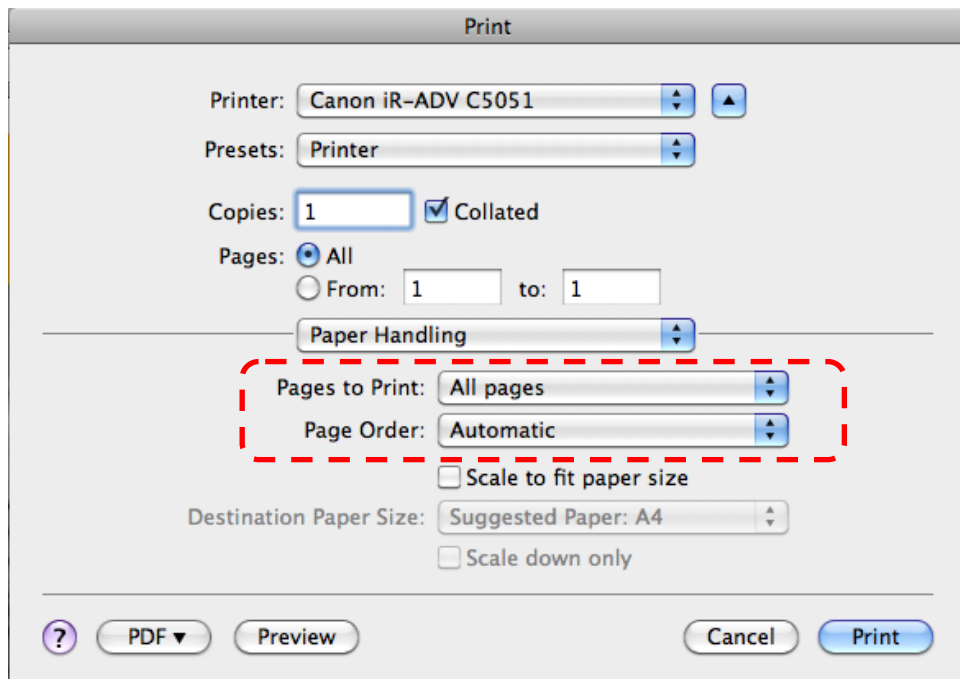 Print
Printer: Canon iR-ADV C5051
Presets: Printer
Copies: 1 Collated
Pages: All
From: 1 to: 1
Paper Handling
Pages to Print: All pages
Page Order: Automatic
Scale to fit paper size
Destination Paper Size: Suggested Paper: A4
Scale down only
? PDF▼ Preview Cancel Print